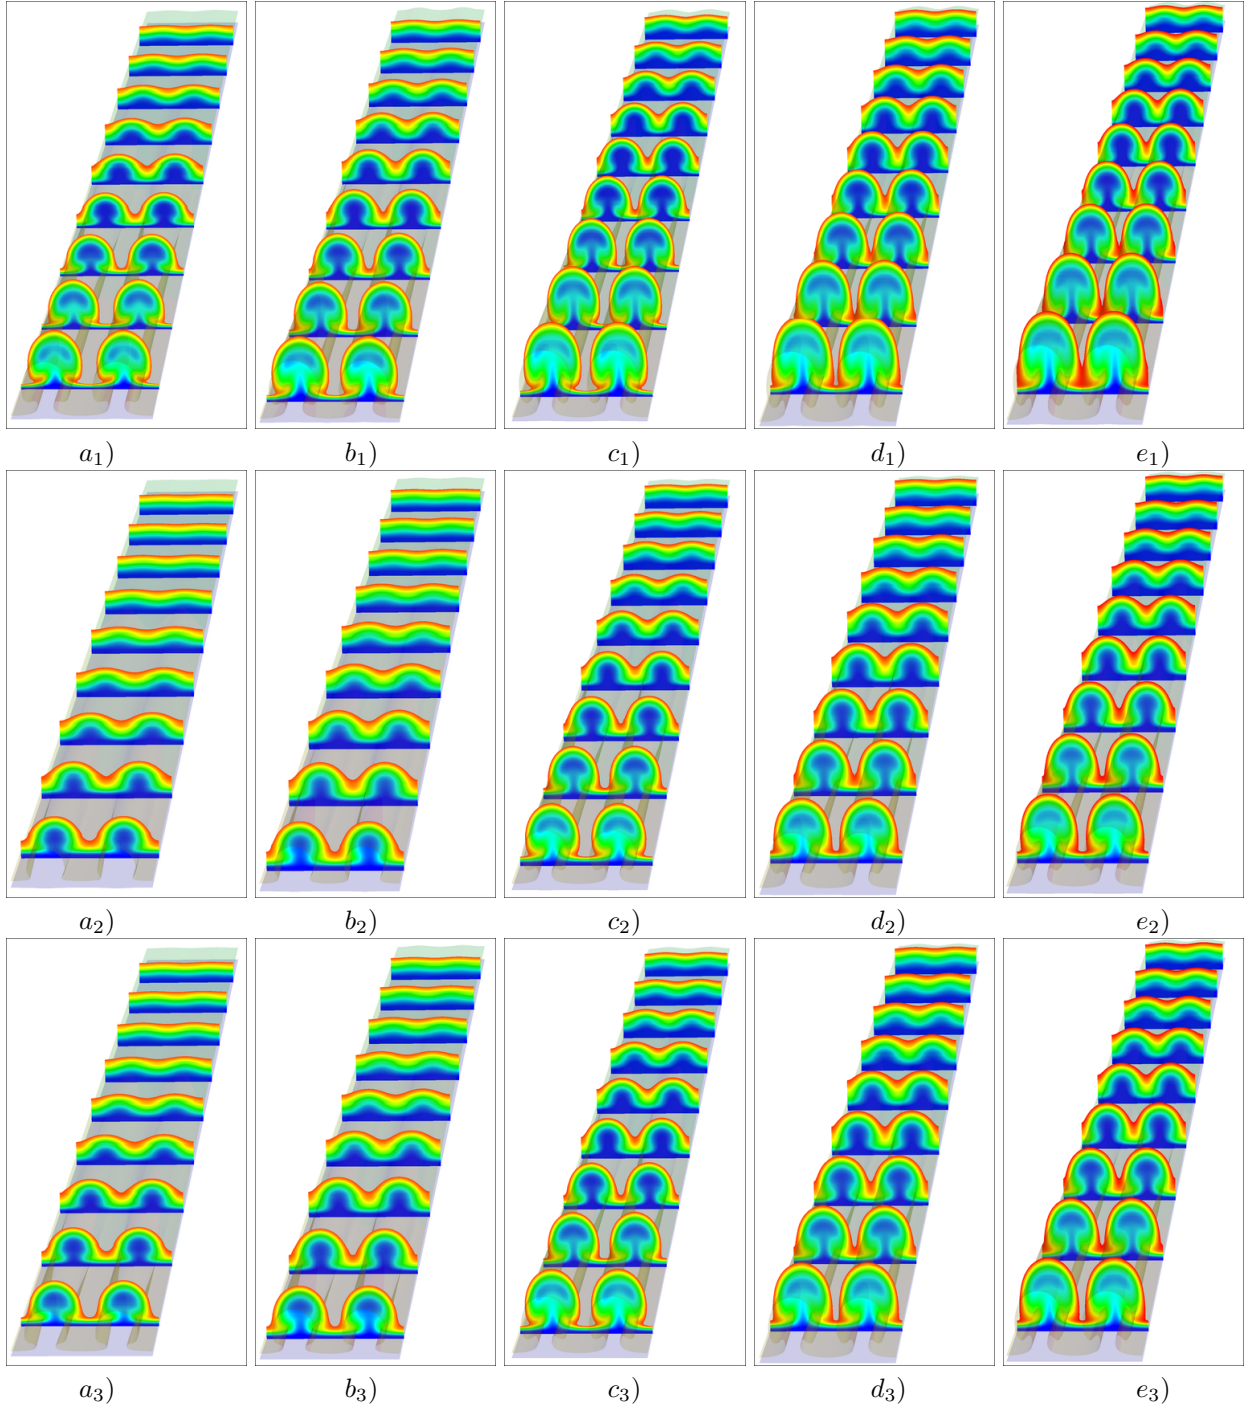 a₁) b₁) c₁) d₁) e₁)
a₂) b₂) c₂) d₂) e₂)
a₃) b₃) c₃) d₃) e₃)